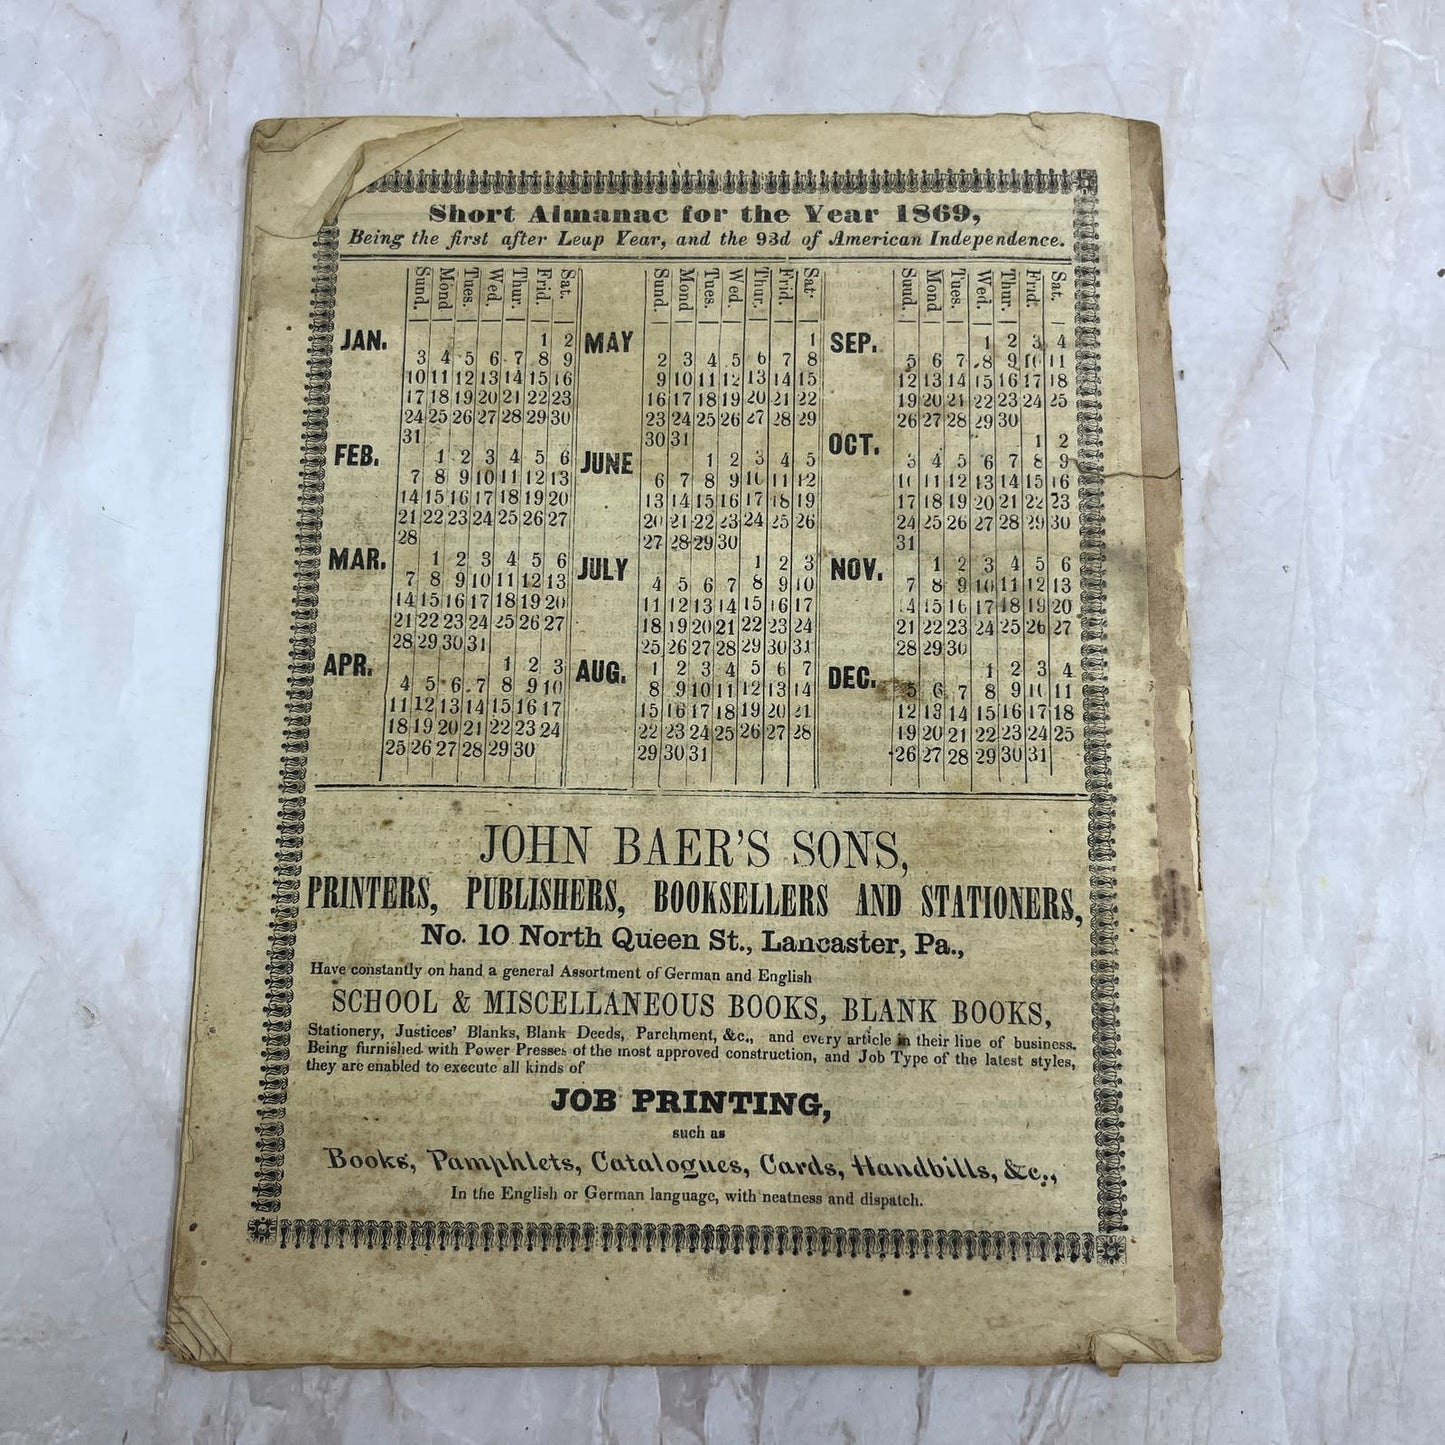 Short Almanac for the Year 1869,
Being the first after Leap Year, and the 93d of American Independence.
Sund. Mond Tues. Wed. Thur. Frid. Sat.
JAN.
1 2
3 4 5 6 7 8 9
10 11 12 13 14 15 16
17 18 19 20 21 22 23
24 25 26 27 28 29 30
31
FEB.
1 2 3 4 5 6
7 8 9 10 11 12 13
14 15 16 17 18 19 20
21 22 23 24 25 26 27
28
MAR.
1 2 3 4 5 6
7 8 9 10 11 12 13
14 15 16 17 18 19 20
21 22 23 24 25 26 27
28 29 30 31
APR.
1 2 3
4 5 6 7 8 9 10
11 12 13 14 15 16 17
18 19 20 21 22 23 24
25 26 27 28 29 30
Sund. Mond Tues. Wed. Thur. Frid. Sat.
MAY
1
2 3 4 5 6 7 8
9 10 11 12 13 14 15
16 17 18 19 20 21 22
23 24 25 26 27 28 29
30 31
JUNE
1 2 3 4 5
6 7 8 9 10 11 12
13 14 15 16 17 18 19
20 21 22 23 24 25 26
27 28 29 30
JULY
1 2 3
4 5 6 7 8 9 10
11 12 13 14 15 16 17
18 19 20 21 22 23 24
25 26 27 28 29 30 31
AUG.
1 2 3 4 5 6 7
8 9 10 11 12 13 14
15 16 17 18 19 20 21
22 23 24 25 26 27 28
29 30 31
Sund. Mond Tues. Wed. Thur. Frid. Sat.
SEP.
1 2 3 4
5 6 7 8 9 10 11
12 13 14 15 16 17 18
19 20 21 22 23 24 25
26 27 28 29 30
OCT.
1 2
3 4 5 6 7 8 9
10 11 12 13 14 15 16
17 18 19 20 21 22 23
24 25 26 27 28 29 30
31
NOV.
1 2 3 4 5 6
7 8 9 10 11 12 13
14 15 16 17 18 19 20
21 22 23 24 25 26 27
28 29 30
DEC.
1 2 3 4
5 6 7 8 9 10 11
12 13 14 15 16 17 18
19 20 21 22 23 24 25
26 27 28 29 30 31
JOHN BAER'S SONS,
PRINTERS, PUBLISHERS, BOOKSELLERS AND STATIONERS,
No. 10 North Queen St., Lancaster, Pa.,
Have constantly on hand a general Assortment of German and English
SCHOOL & MISCELLANEOUS BOOKS, BLANK BOOKS,
Stationery, Justices' Blanks, Blank Deeds, Parchment, &c., and every article in their line of business.
Being furnished with Power Presses of the most approved construction, and Job Type of the latest styles,
they are enabled to execute all kinds of
JOB PRINTING,
such as
Books, Pamphlets, Catalogues, Cards, Handbills, &c.,
In the English or German language, with neatness and dispatch.